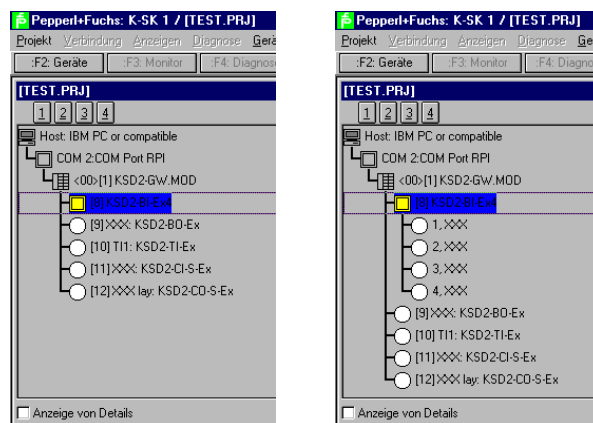 Pepperl+Fuchs: K-SK 1 / [TEST.PRJ]
Projekt Verbindung Anzeigen Diagnose Gerä
:F2: Geräte :F3: Monitor :F4: Diagnose
[TEST.PRJ]
1 2 3 4
Host: IBM PC or compatible
COM 2:COM Port RPI
<00>[1] KSD2-GW.MOD
[8] KSD2-BI-Ex4
[9] XXX: KSD2-BO-Ex
[10] TI1: KSD2-TI-Ex
[11] XXX: KSD2-CI-S-Ex
[12] XXX lay: KSD2-CO-S-Ex
Anzeige von Details
Pepperl+Fuchs: K-SK 1 / [TEST.PRJ]
Projekt Verbindung Anzeigen Diagnose Ge
:F2: Geräte :F3: Monitor :F4: Diagno
[TEST.PRJ]
1 2 3 4
Host: IBM PC or compatible
COM 2:COM Port RPI
<00>[1] KSD2-GW.MOD
[8] KSD2-BI-Ex4
1, XXX
2, XXX
3, XXX
4, XXX
[9] XXX: KSD2-BO-Ex
[10] TI1: KSD2-TI-Ex
[11] XXX: KSD2-CI-S-Ex
[12] XXX lay: KSD2-CO-S-Ex
Anzeige von Details